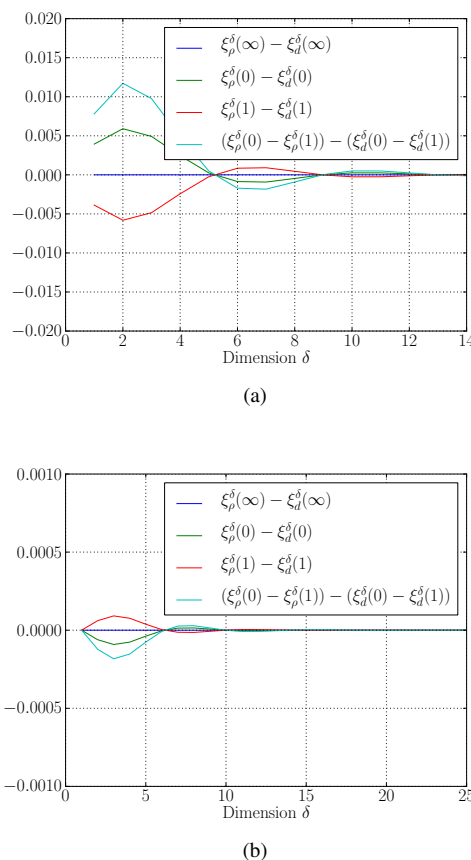 0.020
0.015
0.010
0.005
0.000
−0.005
−0.010
−0.015
−0.020
ξ_ρ^δ(∞) − ξ_d^δ(∞)
ξ_ρ^δ(0) − ξ_d^δ(0)
ξ_ρ^δ(1) − ξ_d^δ(1)
(ξ_ρ^δ(0) − ξ_ρ^δ(1)) − (ξ_d^δ(0) − ξ_d^δ(1))
0 2 4 6 8 10 12 14
Dimension δ
(a)
0.0010
0.0005
0.0000
−0.0005
−0.0010
ξ_ρ^δ(∞) − ξ_d^δ(∞)
ξ_ρ^δ(0) − ξ_d^δ(0)
ξ_ρ^δ(1) − ξ_d^δ(1)
(ξ_ρ^δ(0) − ξ_ρ^δ(1)) − (ξ_d^δ(0) − ξ_d^δ(1))
0 5 10 15 20 25
Dimension δ
(b)